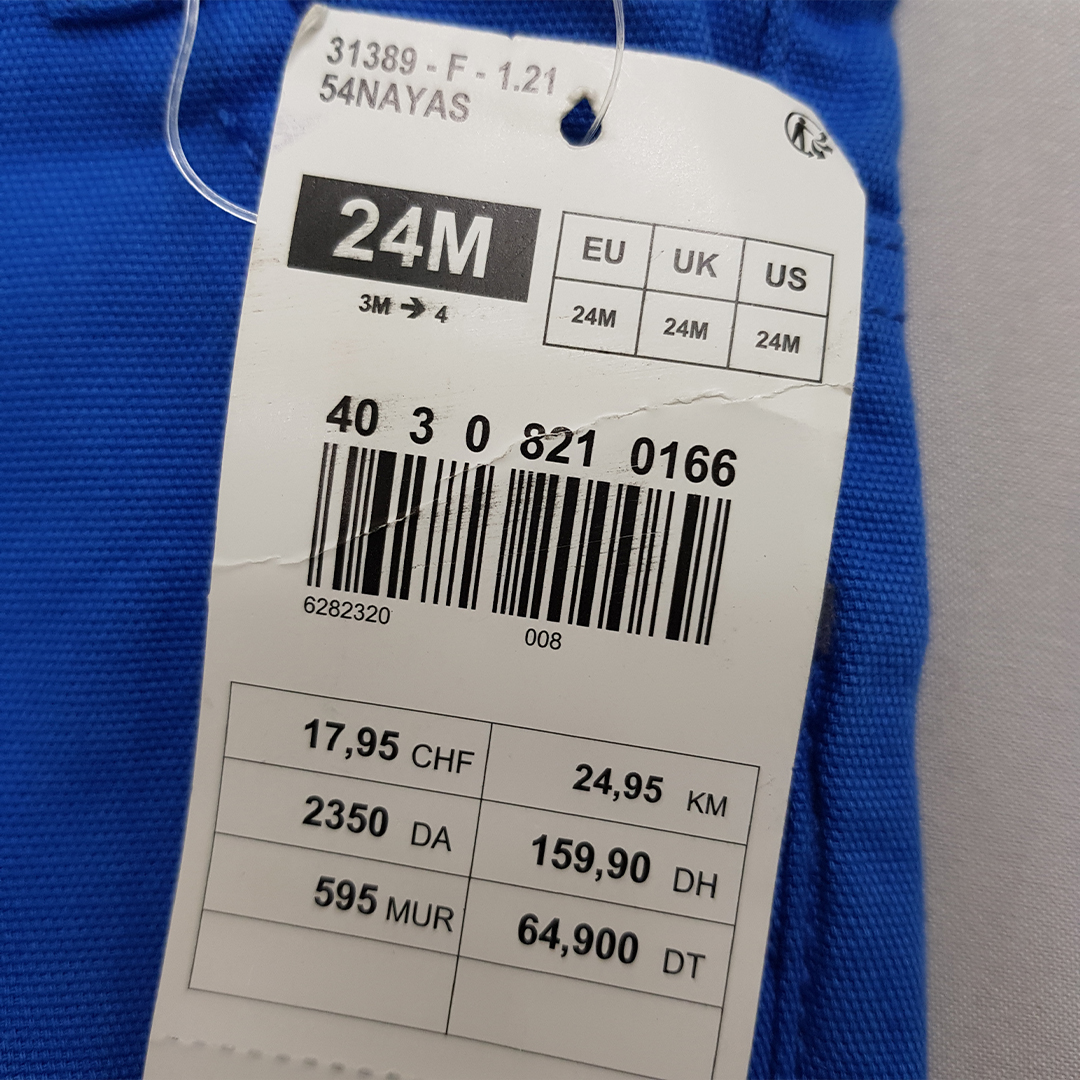 31389 - F - 1.21
54NAYAS
24M
3M → 4
EU UK US
24M 24M 24M
40 3 0 821 0166
6282320 008
17,95 CHF 24,95 KM
2350 DA 159,90 DH
595 MUR 64,900 DT